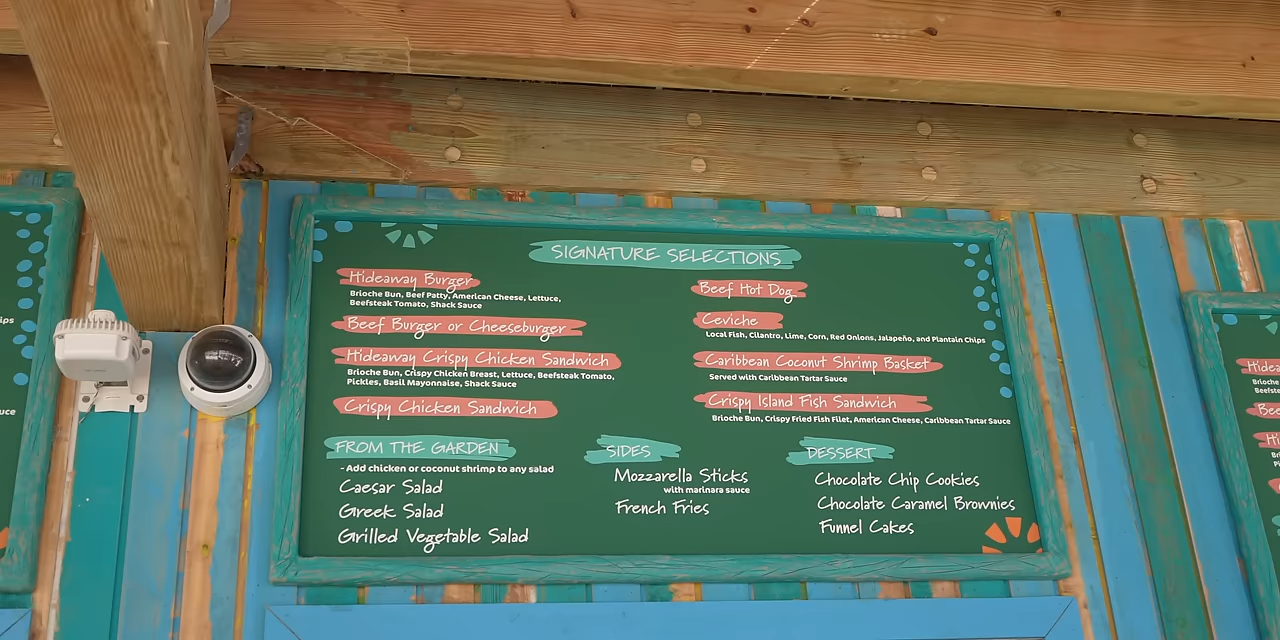 SIGNATURE SELECTIONS
Hideaway Burger
Brioche Bun, Beef Patty, American Cheese, Lettuce,
Beefsteak Tomato, Shack Sauce
Beef Burger or Cheeseburger
Hideaway Crispy Chicken Sandwich
Brioche Bun, Crispy Chicken Breast, Lettuce, Beefsteak Tomato,
Pickles, Basil Mayonnaise, Shack Sauce
Crispy Chicken Sandwich
Beef Hot Dog
Ceviche
Local Fish, Cilantro, Lime, Corn, Red Onions, Jalapeño, and Plantain Chips
Caribbean Coconut Shrimp Basket
Served with Caribbean Tartar Sauce
Crispy Island Fish Sandwich
Brioche Bun, Crispy Fried Fish Filet, American Cheese, Caribbean Tartar Sauce
FROM THE GARDEN
- Add chicken or coconut shrimp to any salad
Caesar Salad
Greek Salad
Grilled Vegetable Salad
SIDES
Mozzarella Sticks
with marinara sauce
French Fries
DESSERT
Chocolate Chip Cookies
Chocolate Caramel Brownies
Funnel Cakes